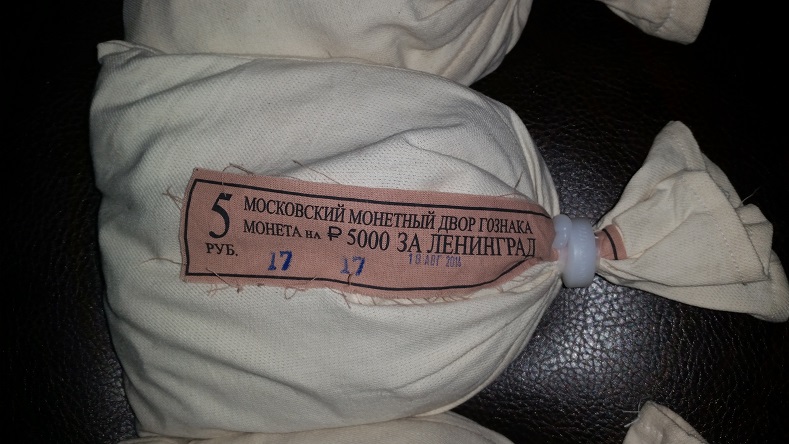 5
РУБ.
МОСКОВСКИЙ МОНЕТНЫЙ ДВОР ГОЗНАКА
МОНЕТА НА ₽ 5000 ЗА ЛЕНИНГРАД
17 17 18 АВГ 2014